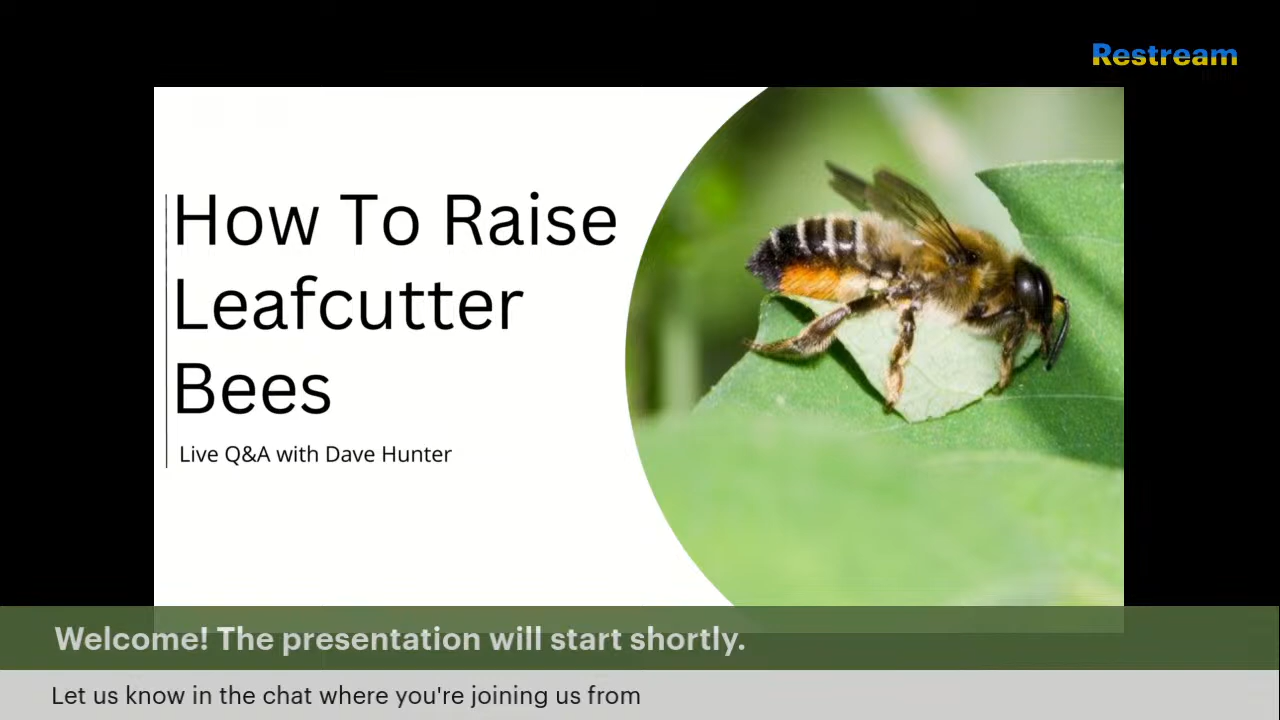 Restream
How To Raise
Leafcutter
Bees
Live Q&A with Dave Hunter
Welcome! The presentation will start shortly.
Let us know in the chat where you're joining us from